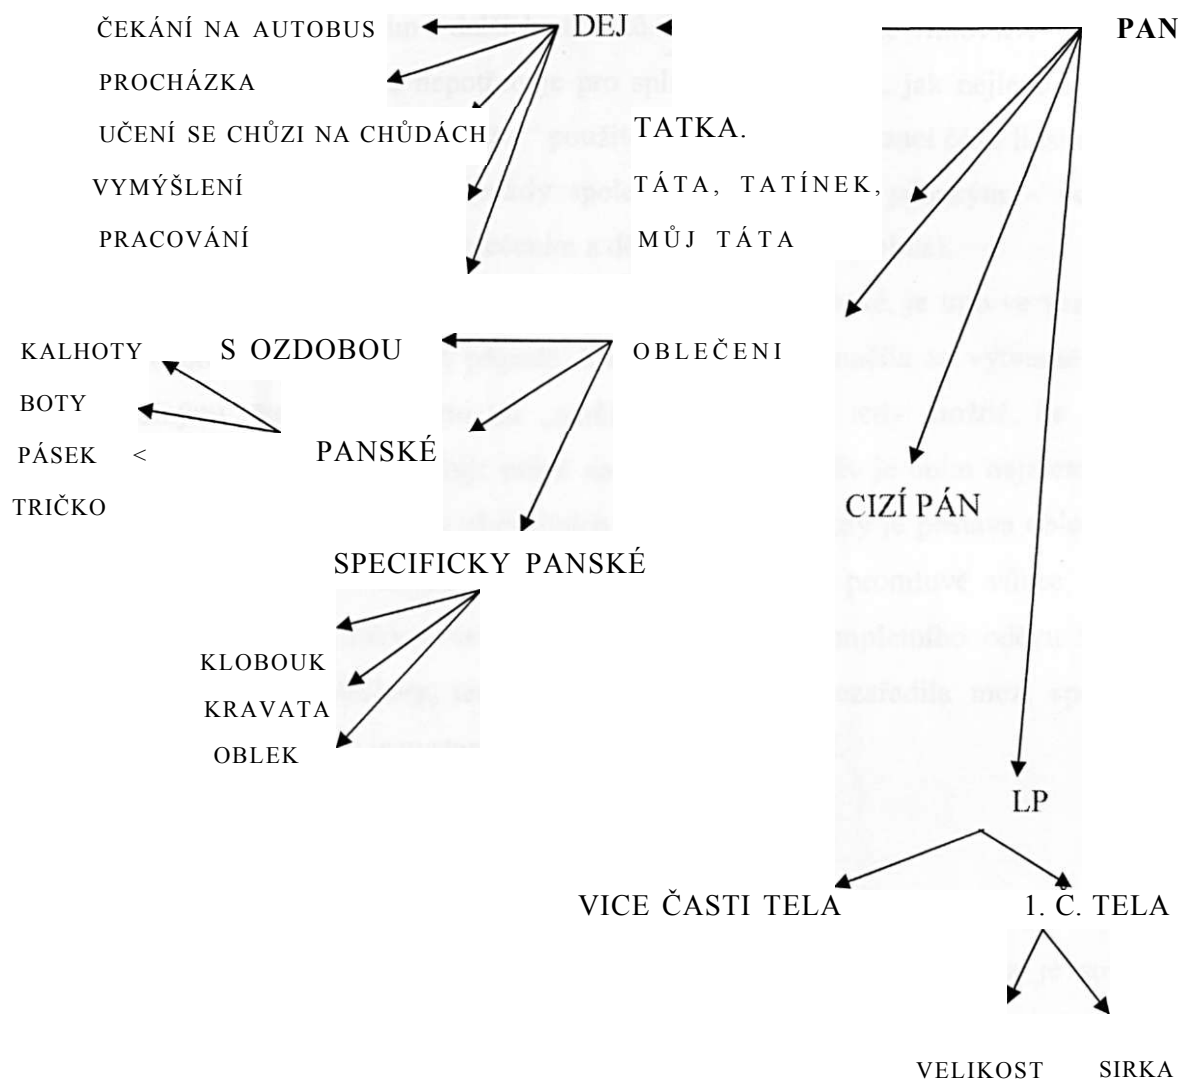 ČEKÁNÍ NA AUTOBUS DEJ PAN
PROCHÁZKA
UČENÍ SE CHŮZI NA CHŮDÁCH TATKA.
VYMÝŠLENÍ TÁTA, TATÍNEK,
PRACOVÁNÍ MŮJ TÁTA
KALHOTY S OZDOBOU OBLEČENI
BOTY
PÁSEK < PANSKÉ
TRIČKO CIZÍ PÁN
SPECIFICKY PANSKÉ
KLOBOUK
KRAVATA
OBLEK
LP
VICE ČASTI TELA 1. Č. TELA
VELIKOST SIRKA